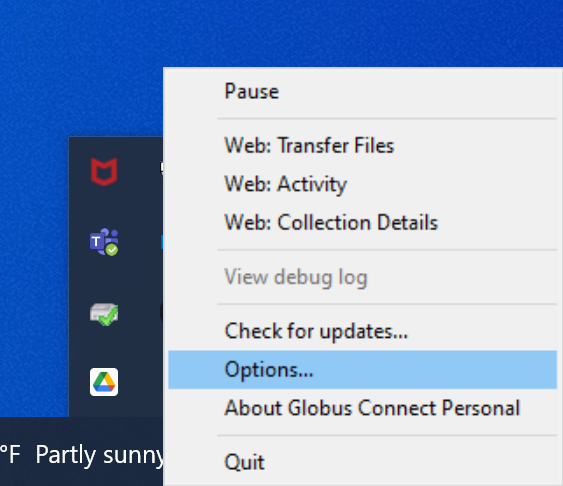 Pause
Web: Transfer Files
Web: Activity
Web: Collection Details
View debug log
Check for updates...
Options...
About Globus Connect Personal
Quit
T
°F Partly sunny